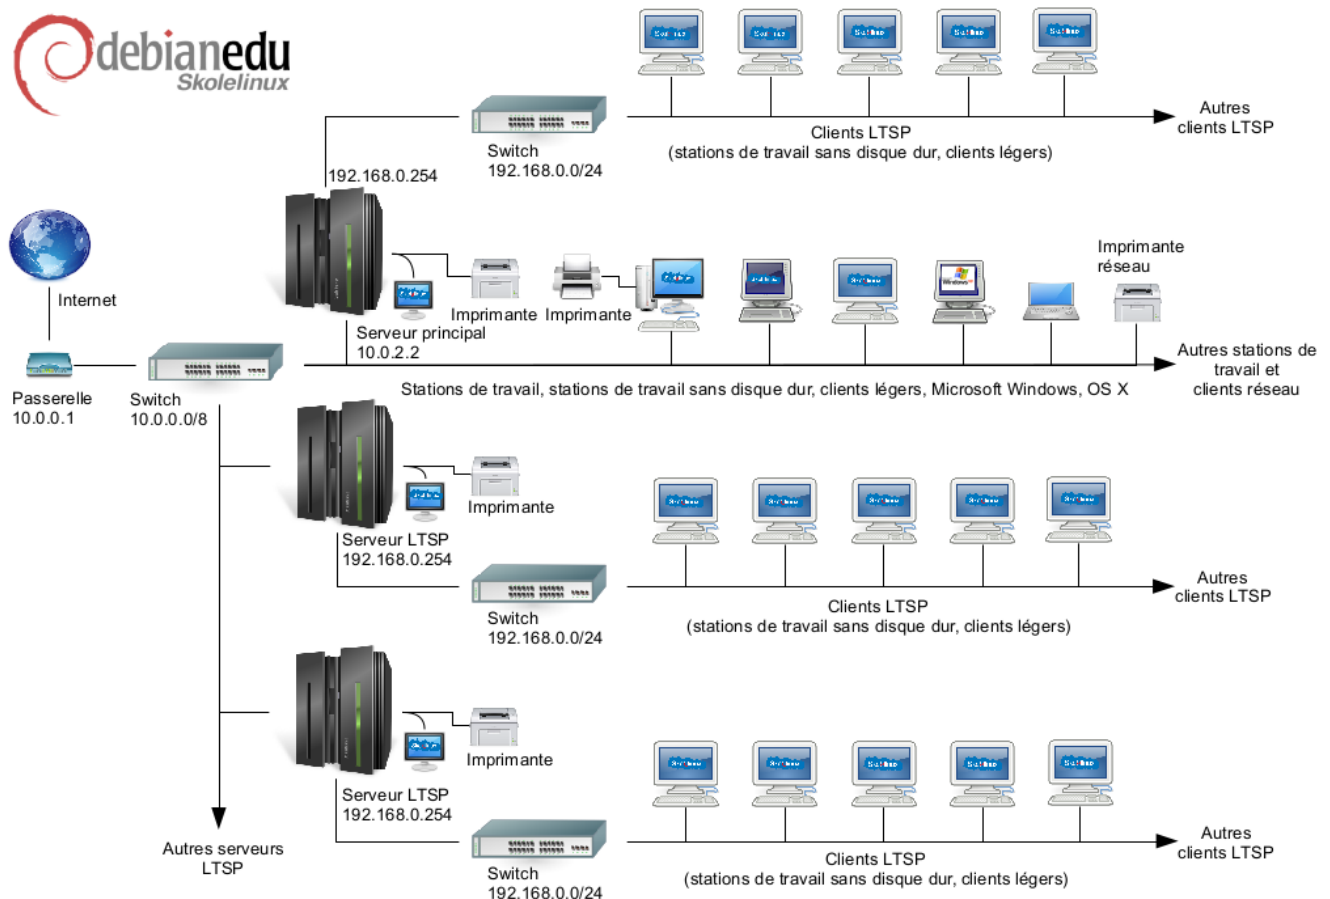 debianedu
Skolelinux
Switch
192.168.0.0/24
Clients LTSP
(stations de travail sans disque dur, clients légers)
Autres
clients LTSP
192.168.0.254
Internet
Passerelle
10.0.0.1
Switch
10.0.0.0/8
Serveur principal
10.0.2.2
Imprimante
Imprimante
Windows
Imprimante
réseau
Stations de travail, stations de travail sans disque dur, clients légers, Microsoft Windows, OS X
Autres stations de
travail et
clients réseau
Imprimante
Serveur LTSP
192.168.0.254
Switch
192.168.0.0/24
Clients LTSP
(stations de travail sans disque dur, clients légers)
Autres
clients LTSP
Imprimante
Serveur LTSP
192.168.0.254
Switch
192.168.0.0/24
Clients LTSP
(stations de travail sans disque dur, clients légers)
Autres
clients LTSP
Autres serveurs
LTSP